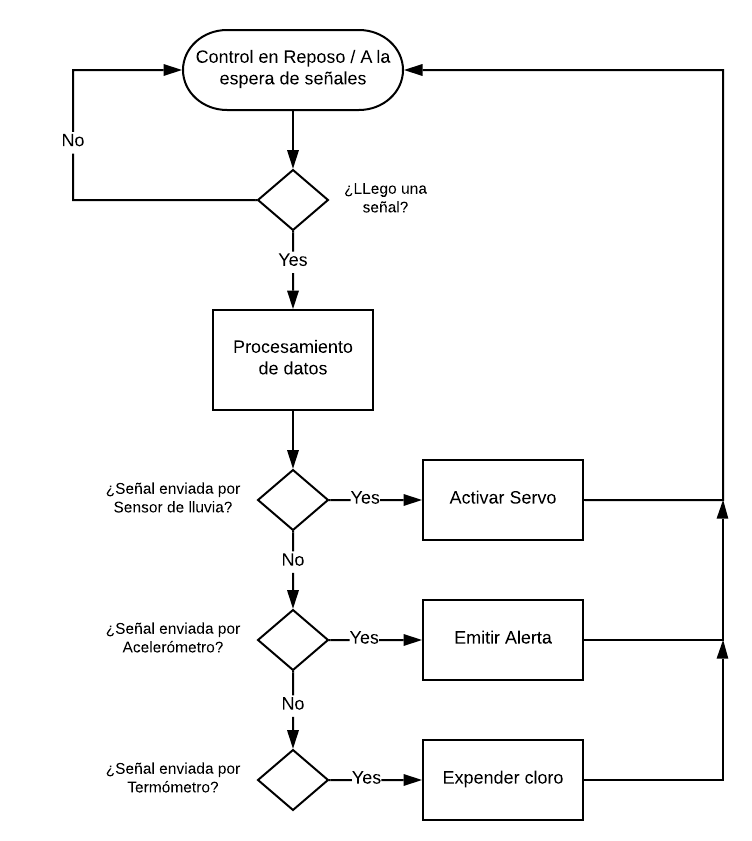 Control en Reposo / A la
espera de señales
No
¿LLego una
señal?
Yes
Procesamiento
de datos
¿Señal enviada por
Sensor de lluvia?
Yes
Activar Servo
No
¿Señal enviada por
Acelerómetro?
Yes
Emitir Alerta
No
¿Señal enviada por
Termómetro?
Yes
Expender cloro